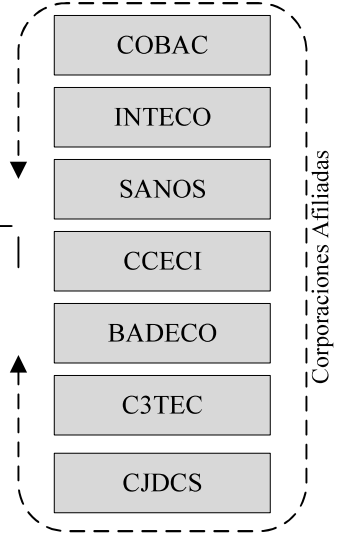 COBAC
INTECO
SANOS
CCECI
BADECO
C3TEC
CJDCS
Corporaciones Afiliadas